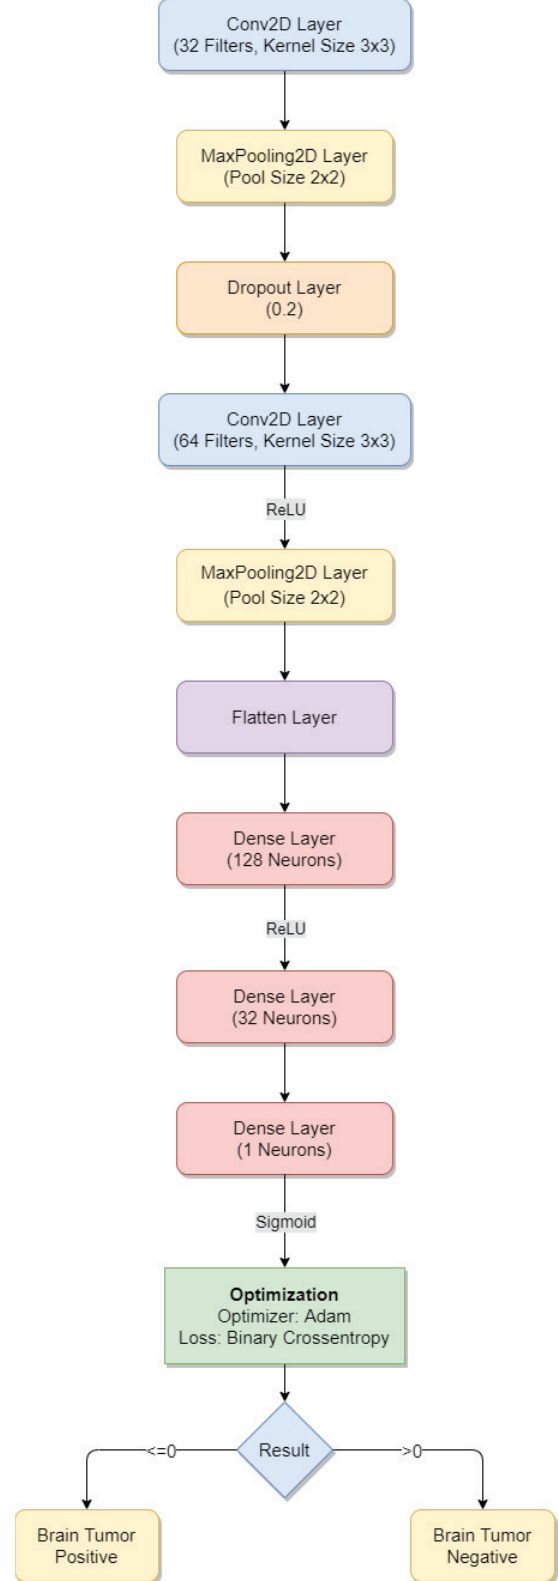 Conv2D Layer
(32 Filters, Kernel Size 3x3)
MaxPooling2D Layer
(Pool Size 2x2)
Dropout Layer
(0.2)
Conv2D Layer
(64 Filters, Kernel Size 3x3)
ReLU
MaxPooling2D Layer
(Pool Size 2x2)
Flatten Layer
Dense Layer
(128 Neurons)
ReLU
Dense Layer
(32 Neurons)
Dense Layer
(1 Neurons)
Sigmoid
Optimization
Optimizer: Adam
Loss: Binary Crossentropy
<=0
Result
>0
Brain Tumor
Positive
Brain Tumor
Negative